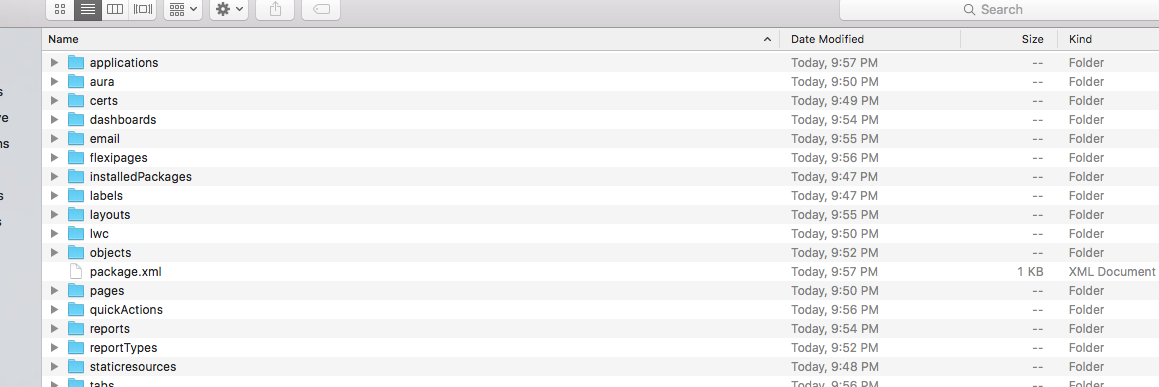 Search
Name Date Modified Size Kind
applications Today, 9:57 PM -- Folder
aura Today, 9:50 PM -- Folder
certs Today, 9:49 PM -- Folder
dashboards Today, 9:54 PM -- Folder
email Today, 9:55 PM -- Folder
flexipages Today, 9:56 PM -- Folder
installedPackages Today, 9:47 PM -- Folder
labels Today, 9:47 PM -- Folder
layouts Today, 9:55 PM -- Folder
lwc Today, 9:50 PM -- Folder
objects Today, 9:52 PM -- Folder
package.xml Today, 9:57 PM 1 KB XML Document
pages Today, 9:50 PM -- Folder
quickActions Today, 9:56 PM -- Folder
reports Today, 9:54 PM -- Folder
reportTypes Today, 9:52 PM -- Folder
staticresources Today, 9:48 PM -- Folder
tabs Today, 9:56 PM -- Folder